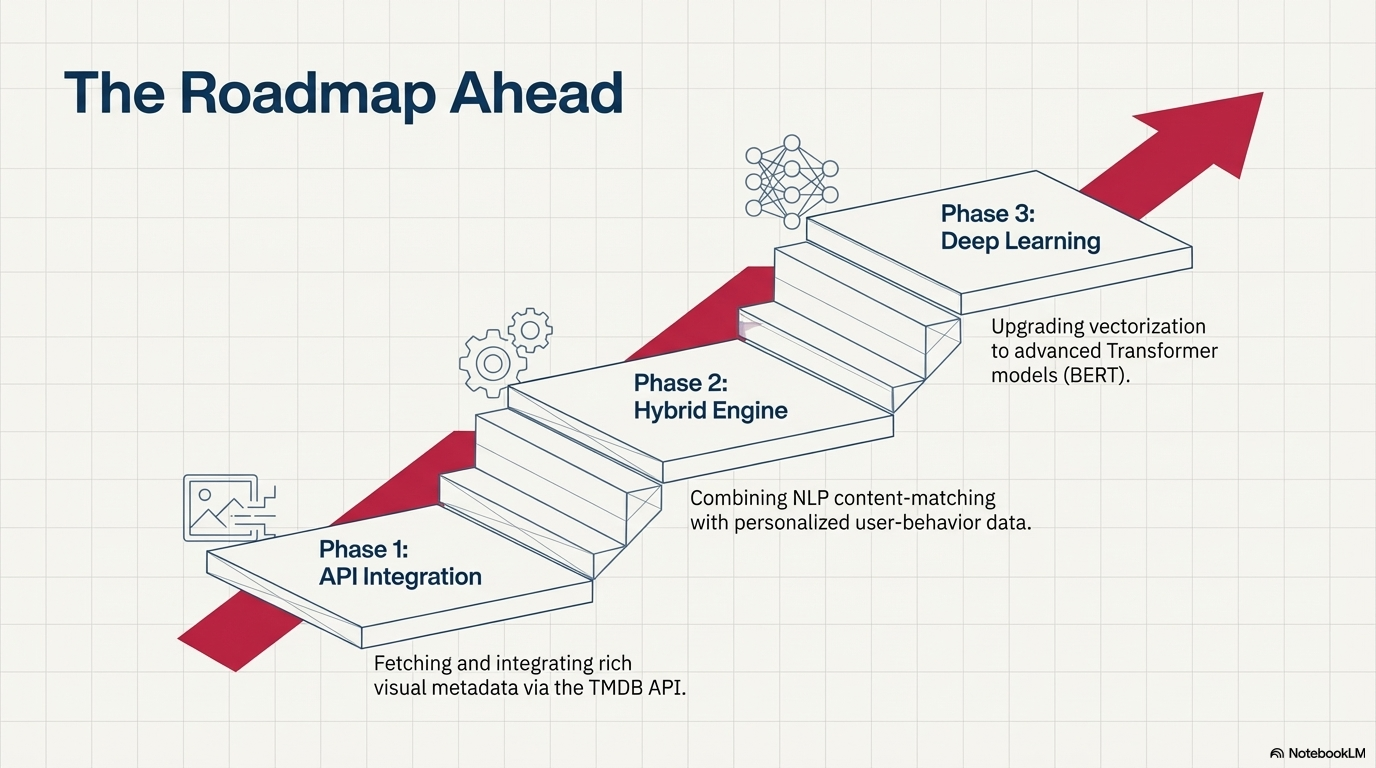 The Roadmap Ahead
Phase 1:
API Integration
Fetching and integrating rich
visual metadata via the TMDB API.
Phase 2:
Hybrid Engine
Combining NLP content-matching
with personalized user-behavior data.
Phase 3:
Deep Learning
Upgrading vectorization
to advanced Transformer
models (BERT).
NotebookLM